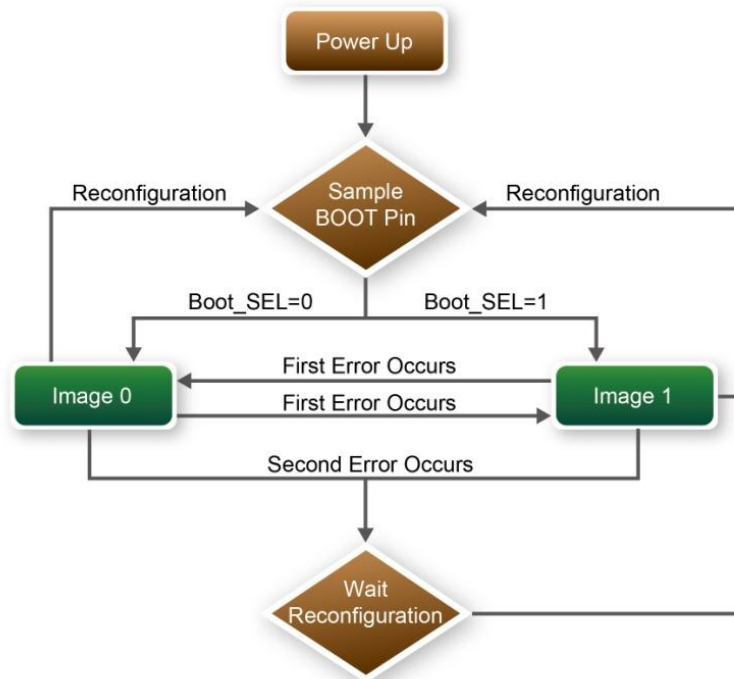 Power Up
Sample
BOOT Pin
Reconfiguration
Reconfiguration
Boot_SEL=0
Boot_SEL=1
First Error Occurs
Image 0
Image 1
First Error Occurs
Second Error Occurs
Wait
Reconfiguration